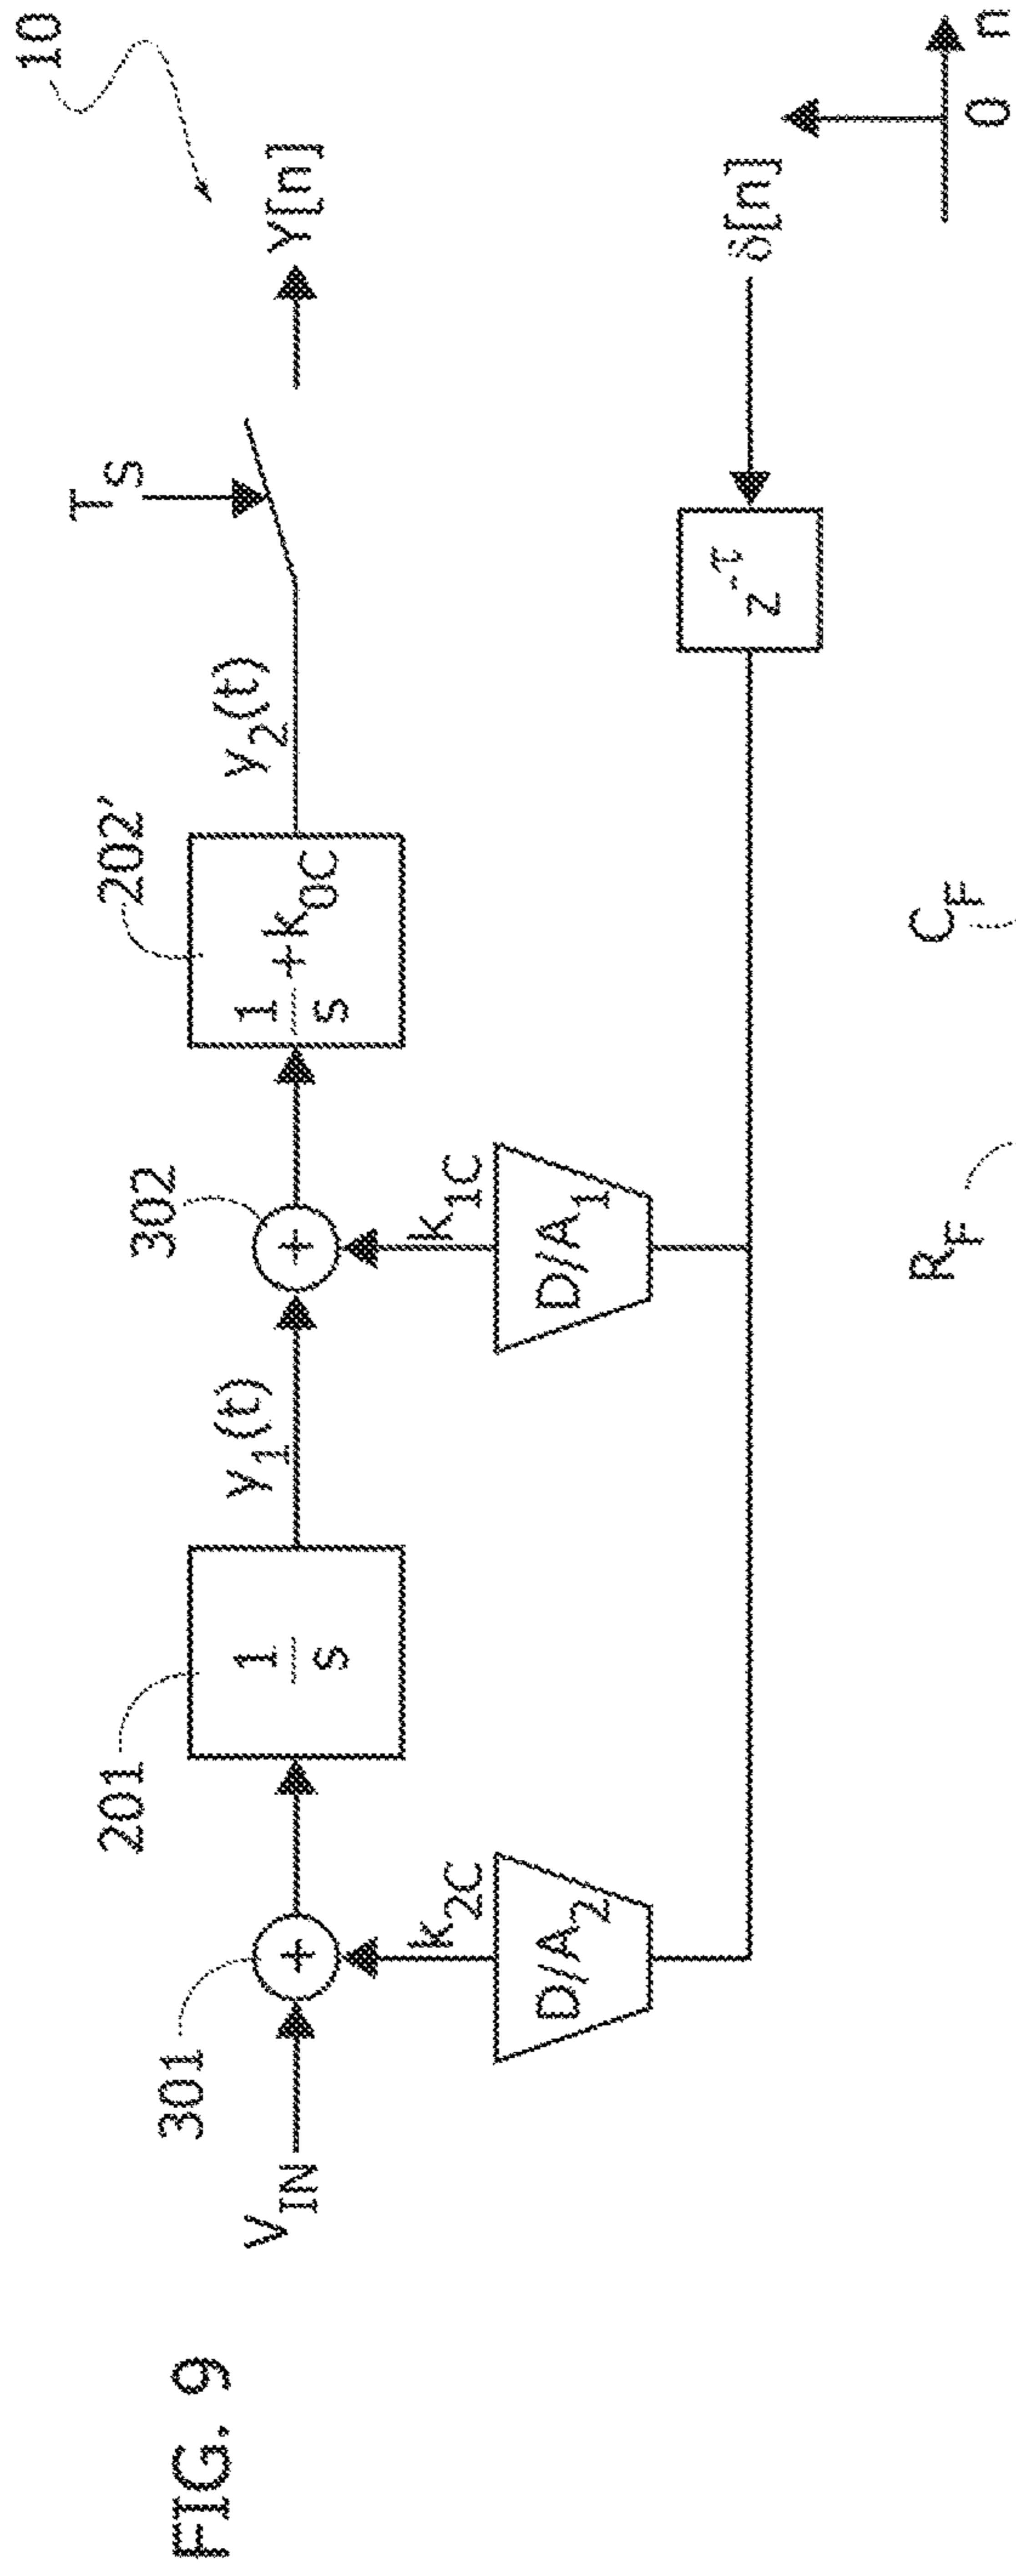 10
T_S
202'
y_2(t)
Y[n]
302
y_1(t)
1/s + k_0C
201
1/s
301
V_IN
k_2C
k_1C
D/A_2
D/A_1
z^-τ
δ[n]
0
n
R_F
C_F
FIG. 9
+
+